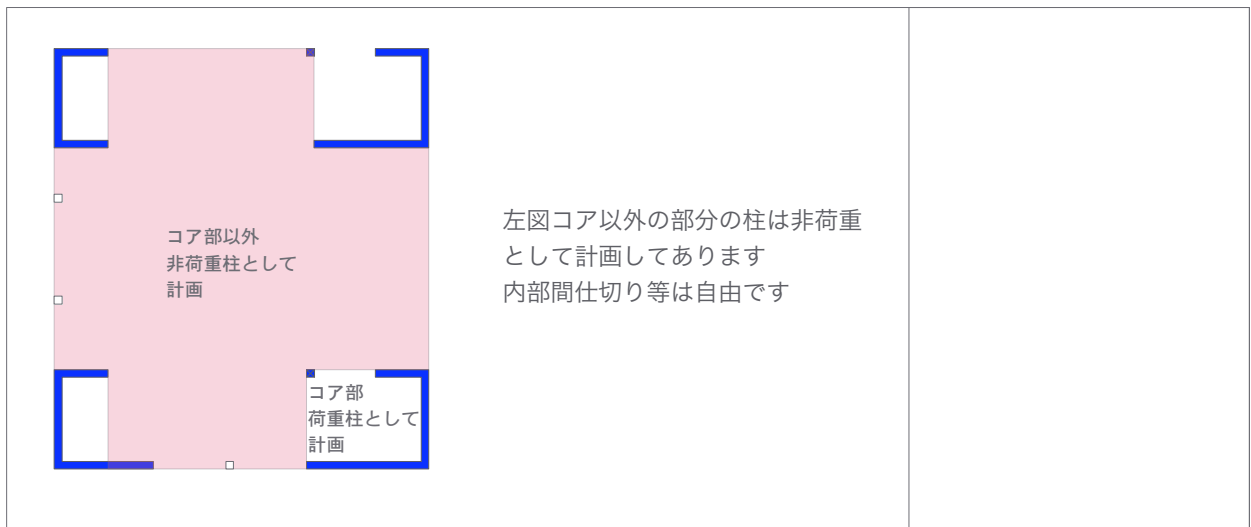 コア部以外
非荷重柱として
計画
コア部
荷重柱として
計画
左図コア以外の部分の柱は非荷重
として計画してあります
内部間仕切り等は自由です